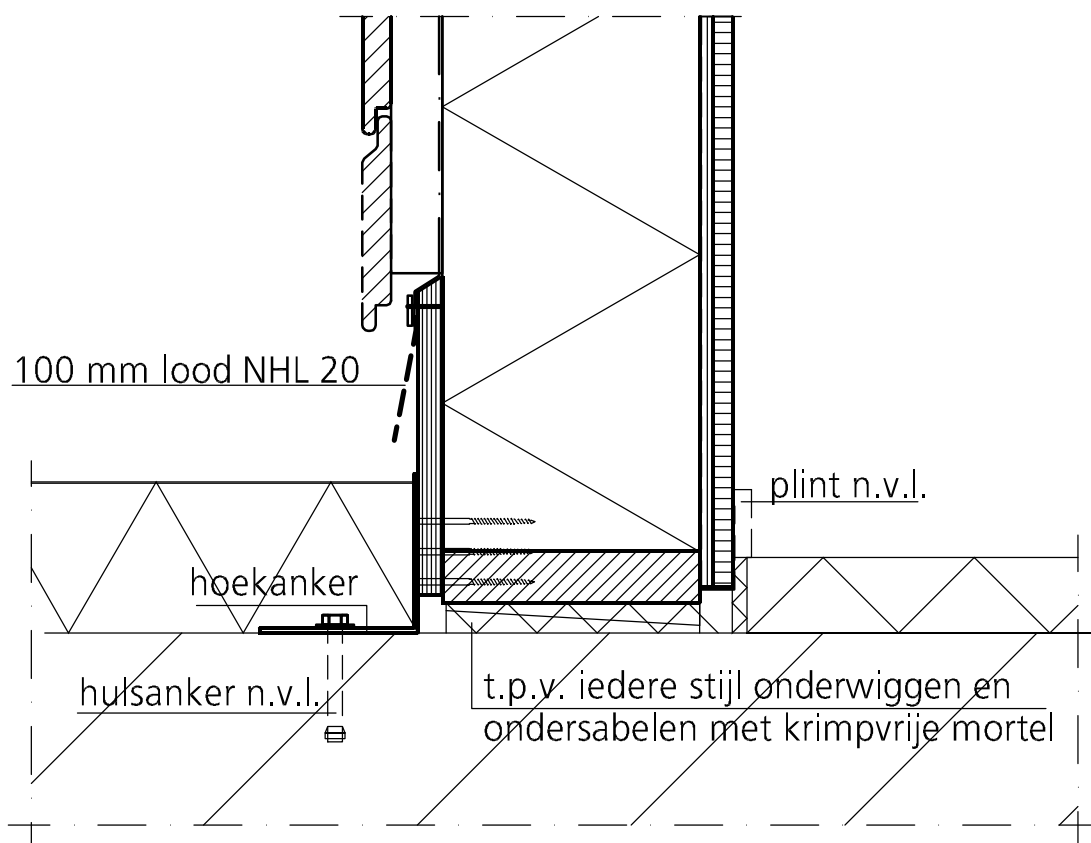 100 mm lood NHL 20
plint n.v.l.
hoekanker
hulsanker n.v.l.
t.p.v. iedere stijl onderwiggen en
ondersabelen met krimpvrije mortel